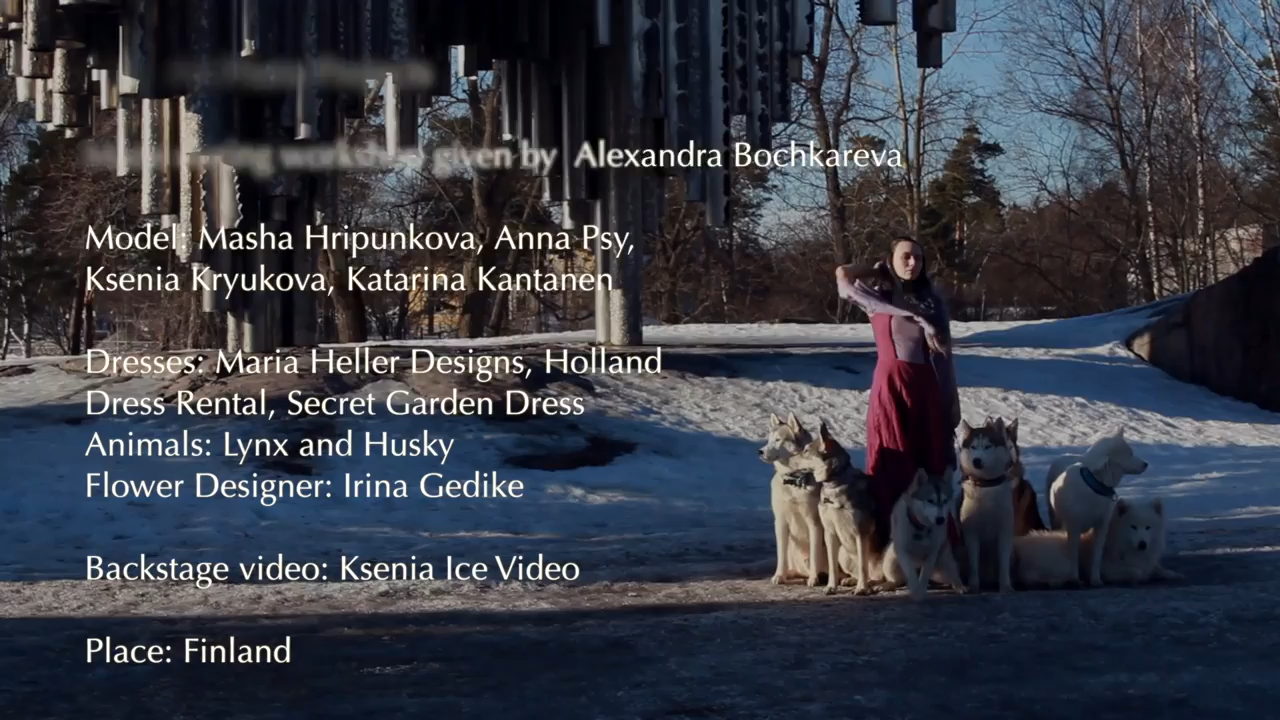 given by Alexandra Bochkareva
Model: Masha Hripunkova, Anna Psy,
Ksenia Kryukova, Katarina Kantanen
Dresses: Maria Heller Designs, Holland
Dress Rental, Secret Garden Dress
Animals: Lynx and Husky
Flower Designer: Irina Gedike
Backstage video: Ksenia Ice Video
Place: Finland